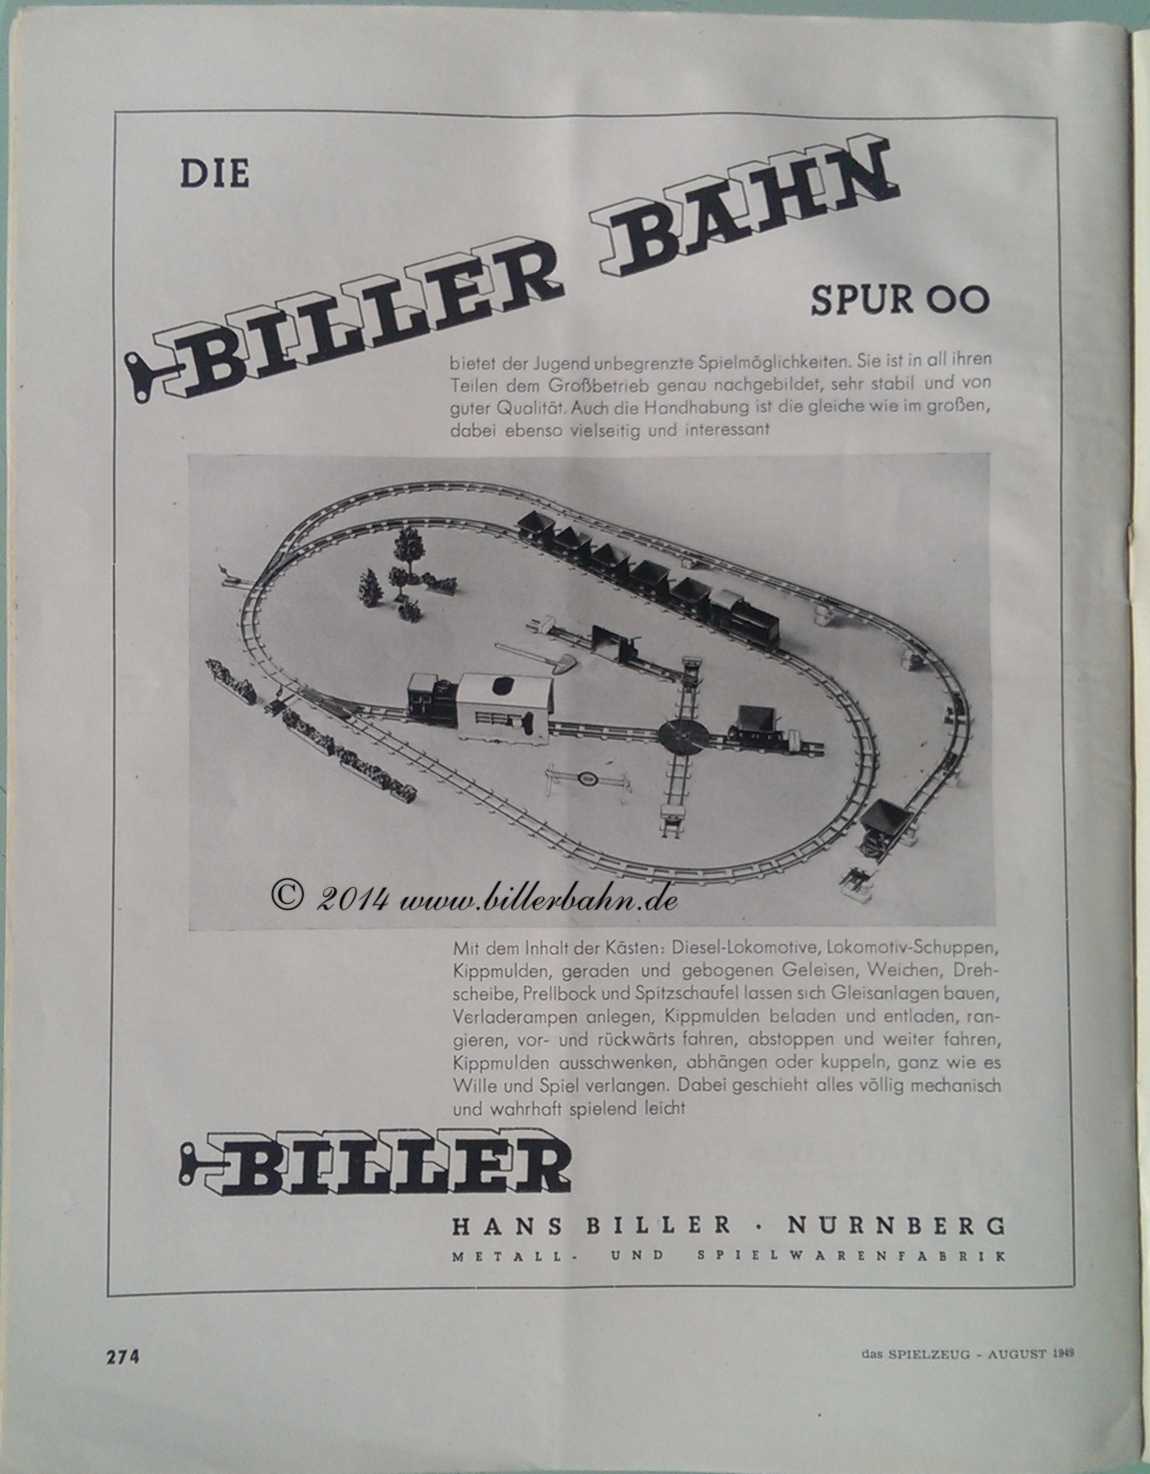 DIE
BILLER BAHN
SPUR OO
bietet der Jugend unbegrenzte Spielmöglichkeiten. Sie ist in all ihren
Teilen dem Großbetrieb genau nachgebildet, sehr stabil und von
guter Qualität. Auch die Handhabung ist die gleiche wie im großen,
dabei ebenso vielseitig und interessant
© 2014 www.billerbahn.de
Mit dem Inhalt der Kästen: Diesel-Lokomotive, Lokomotiv-Schuppen,
Kippmulden, geraden und gebogenen Geleisen, Weichen, Dreh-
scheibe, Prellbock und Spitzschaufel lassen sich Gleisanlagen bauen,
Verladerampen anlegen, Kippmulden beladen und entladen, ran-
gieren, vor- und rückwärts fahren, abstoppen und weiter fahren,
Kippmulden ausschwenken, abhängen oder kuppeln, ganz wie es
Wille und Spiel verlangen. Dabei geschieht alles völlig mechanisch
und wahrhaft spielend leicht
BILLER
HANS BILLER · NÜRNBERG
METALL- UND SPIELWARENFABRIK
274
das SPIELZEUG - AUGUST 1949